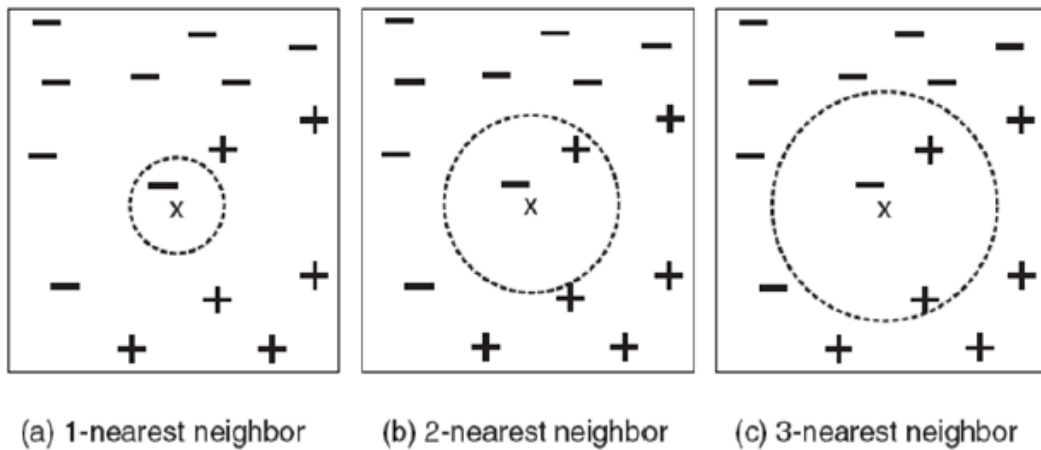 X
X
X
(a) 1-nearest neighbor
(b) 2-nearest neighbor
(c) 3-nearest neighbor